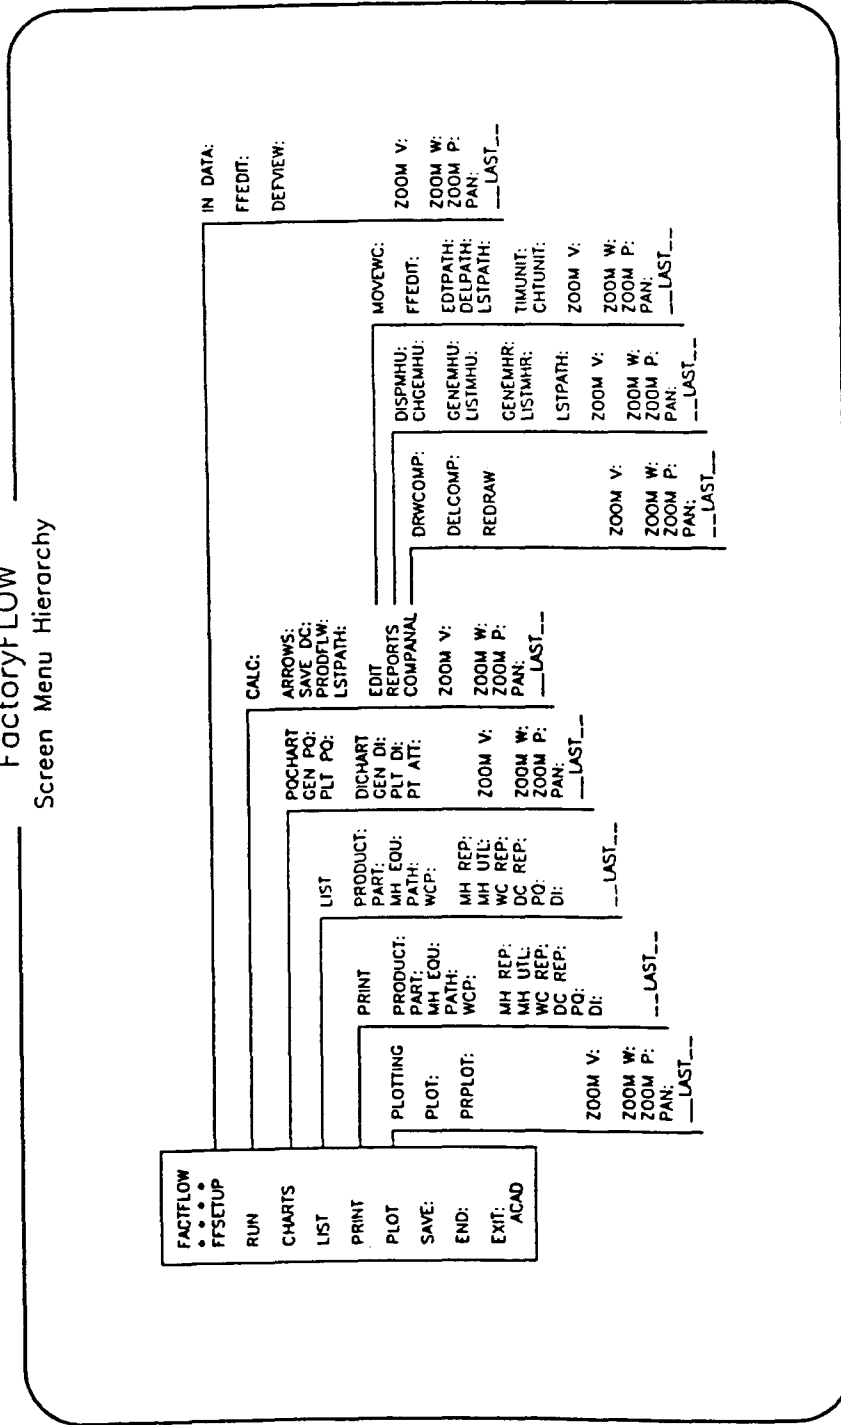 FactoryFLOW
Screen Menu Hierarchy
FACTFLOW
* * * *
FFSETUP
RUN
CHARTS
LIST
PRINT
PLOT
SAVE:
END:
EXIT:
ACAD
PLOTTING
PLOT:
PRPLOT:
ZOOM V:
ZOOM W:
ZOOM P:
PAN:
__LAST__
PRINT
PRODUCT:
PART:
MH EQU:
PATH:
WCP:
MH REP:
MH UTL:
WC REP:
DC REP:
PQ:
DI:
__LAST__
LIST
PRODUCT:
PART:
MH EQU:
PATH:
WCP:
MH REP:
MH UTL:
WC REP:
DC REP:
PQ:
DI:
__LAST__
PQCHART
GEN PQ:
PLT PQ:
DICHART
GEN DI:
PLT DI:
PT ATT:
ZOOM V:
ZOOM W:
ZOOM P:
PAN:
__LAST__
CALC:
ARROWS:
SAVE DC:
PRODFLW:
LSTPATH:
EDIT
REPORTS
COMPANAL
ZOOM V:
ZOOM W:
ZOOM P:
PAN:
__LAST__
DRWCOMP:
DELCOMP:
REDRAW
ZOOM V:
ZOOM W:
ZOOM P:
PAN:
__LAST__
DISPMHU:
CHGEMHU:
GENEMHU:
LISTMHU:
GENEMHR:
LISTMHR:
LSTPATH:
ZOOM V:
ZOOM W:
ZOOM P:
PAN:
__LAST__
MOVEWC:
FFEDIT:
EDTPATH:
DELPATH:
LSTPATH:
TIMUNIT:
CHTUNIT:
ZOOM V:
ZOOM W:
ZOOM P:
PAN:
__LAST__
IN DATA:
FFEDIT:
DEFVIEW:
ZOOM V:
ZOOM W:
ZOOM P:
PAN:
__LAST__